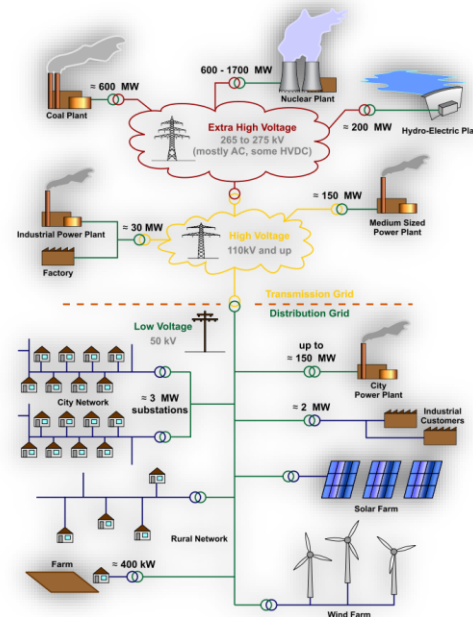 ≈ 600 MW
Coal Plant
600 - 1700 MW
Nuclear Plant
≈ 200 MW
Hydro-Electric Pla
Extra High Voltage
265 to 275 kV
(mostly AC, some HVDC)
Industrial Power Plant
≈ 30 MW
Factory
High Voltage
110kV and up
≈ 150 MW
Medium Sized
Power Plant
Transmission Grid
Distribution Grid
Low Voltage
50 kV
City Network
≈ 3 MW
substations
up to
≈ 150 MW
City
Power Plant
≈ 2 MW
Industrial
Customers
Solar Farm
Rural Network
Farm
≈ 400 kW
Wind Farm